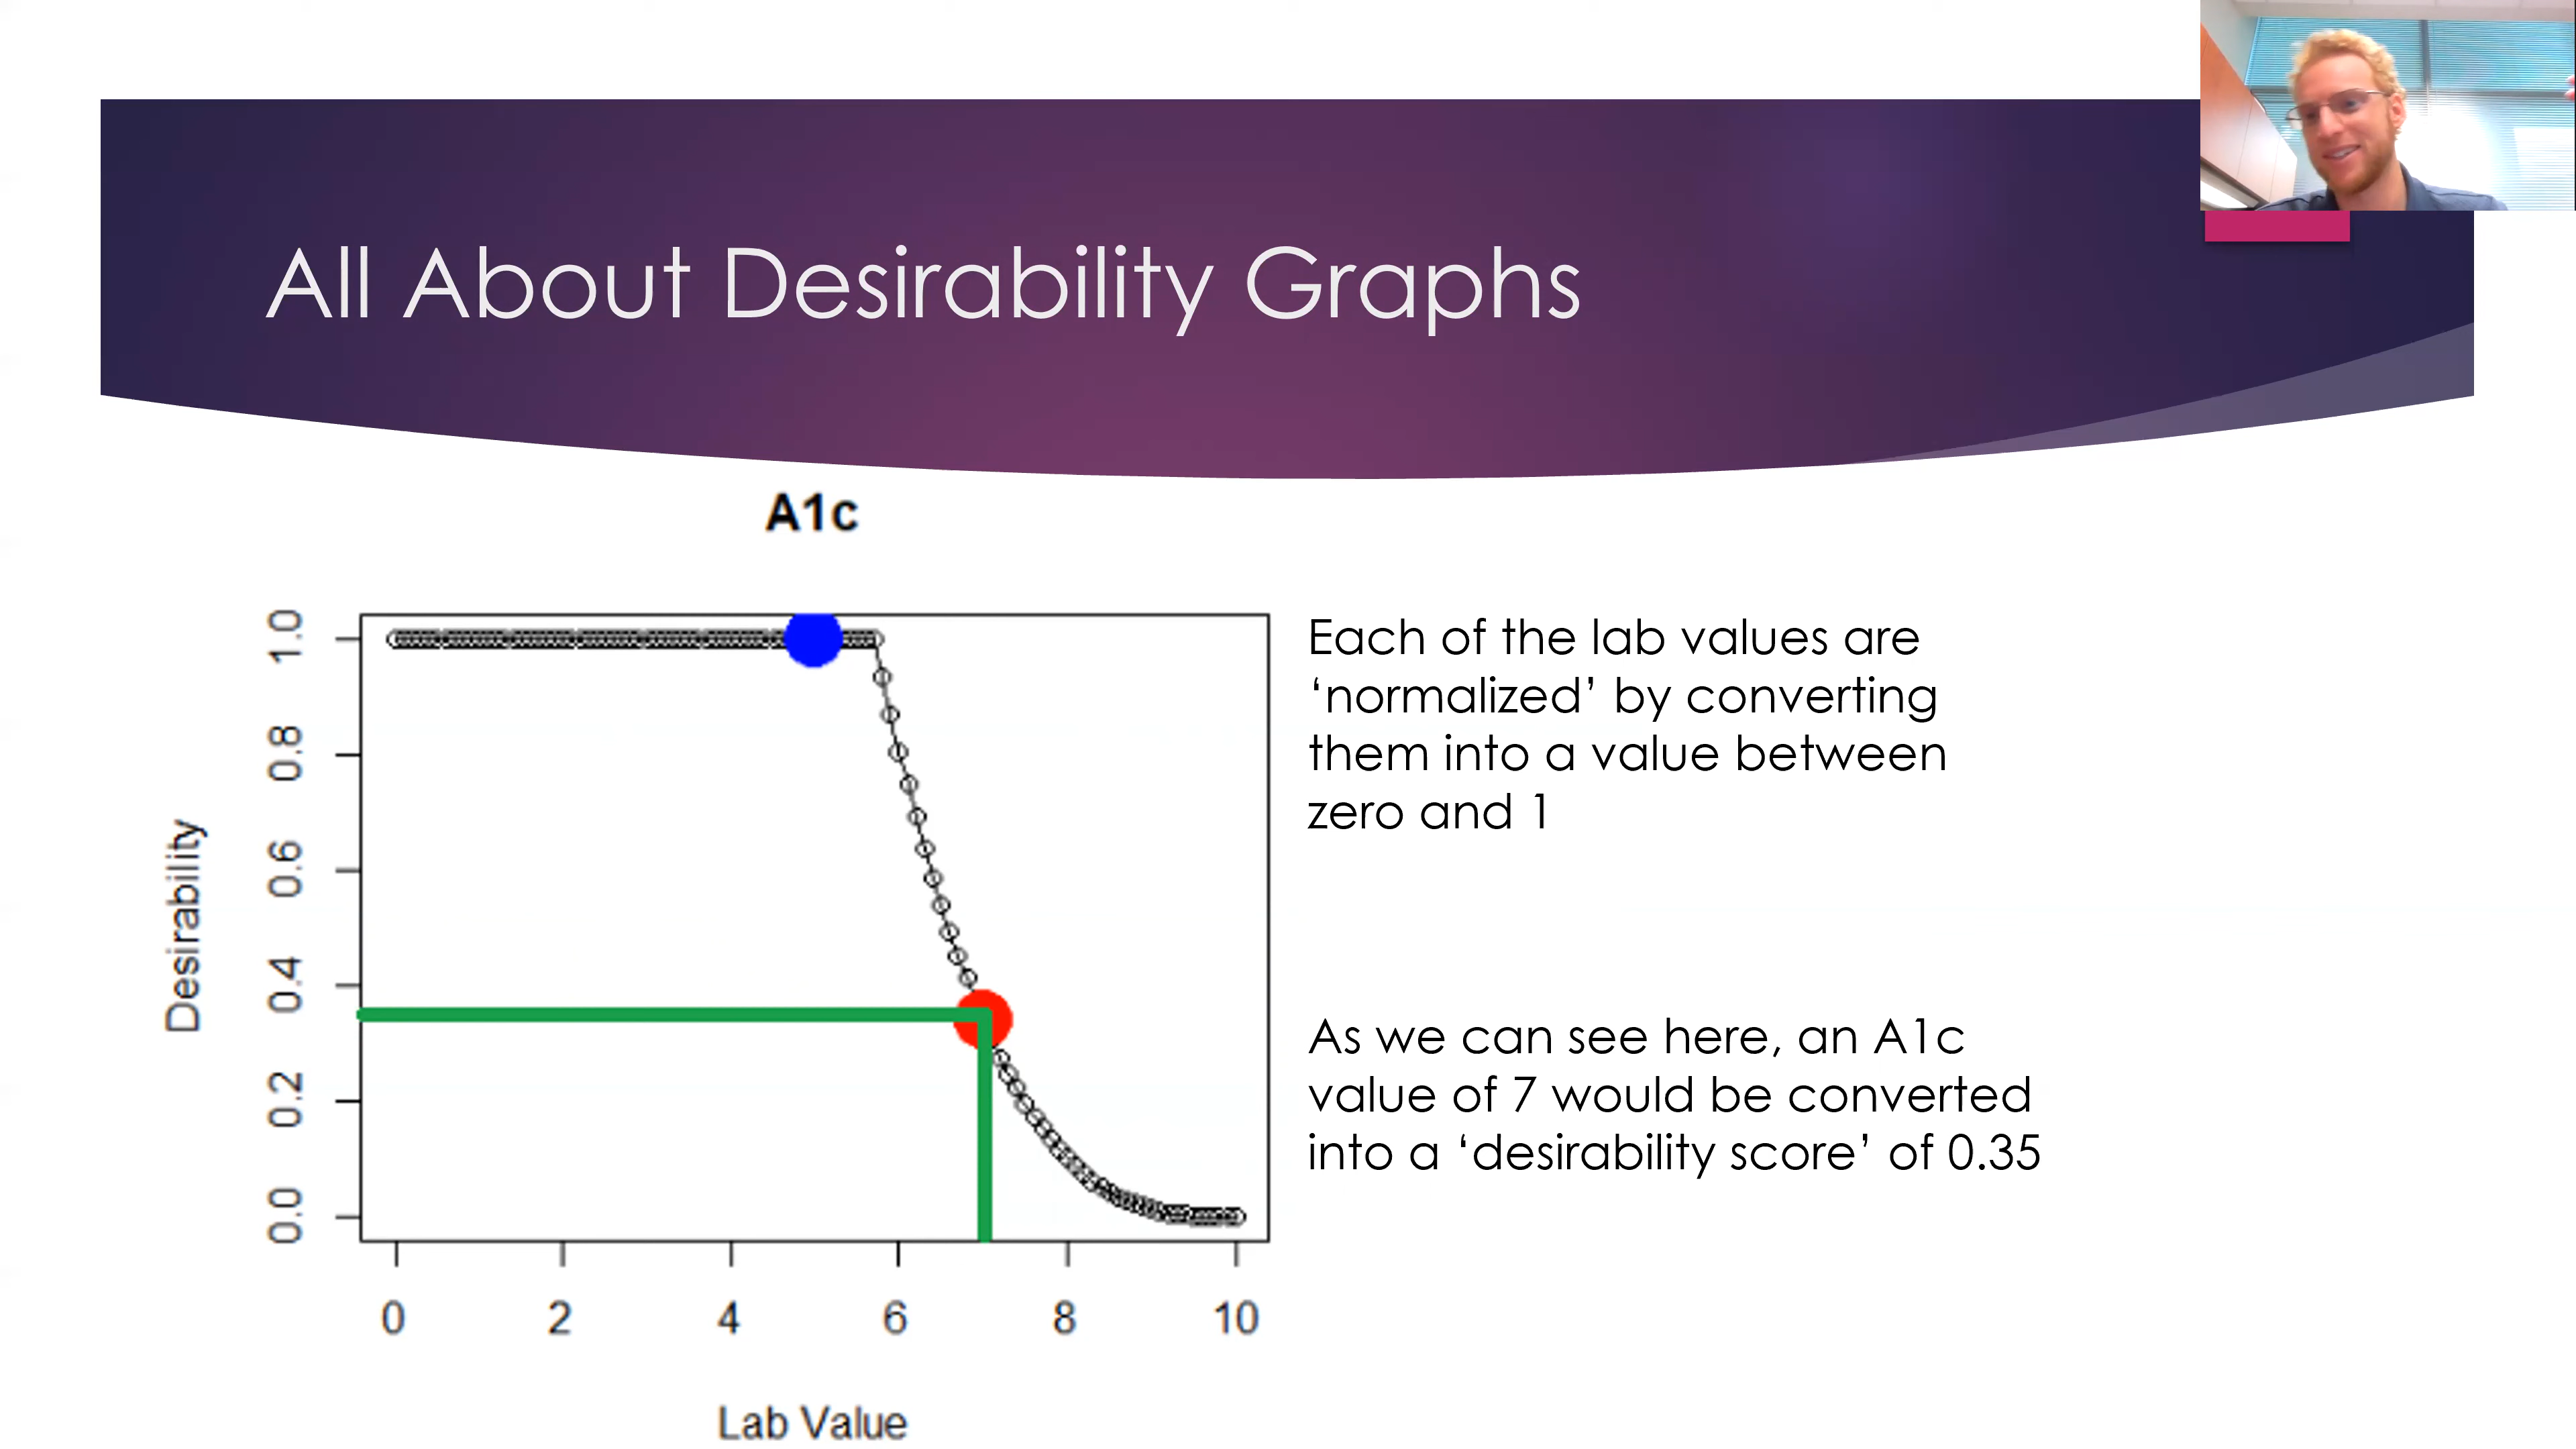 All About Desirability Graphs
A1c
Each of the lab values are
‘normalized’ by converting
them into a value between
zero and 1
As we can see here, an A1c
value of 7 would be converted
into a ‘desirability score’ of 0.35
Desirability
1.0
0.8
0.6
0.4
0.2
0.0
0 2 4 6 8 10
Lab Value